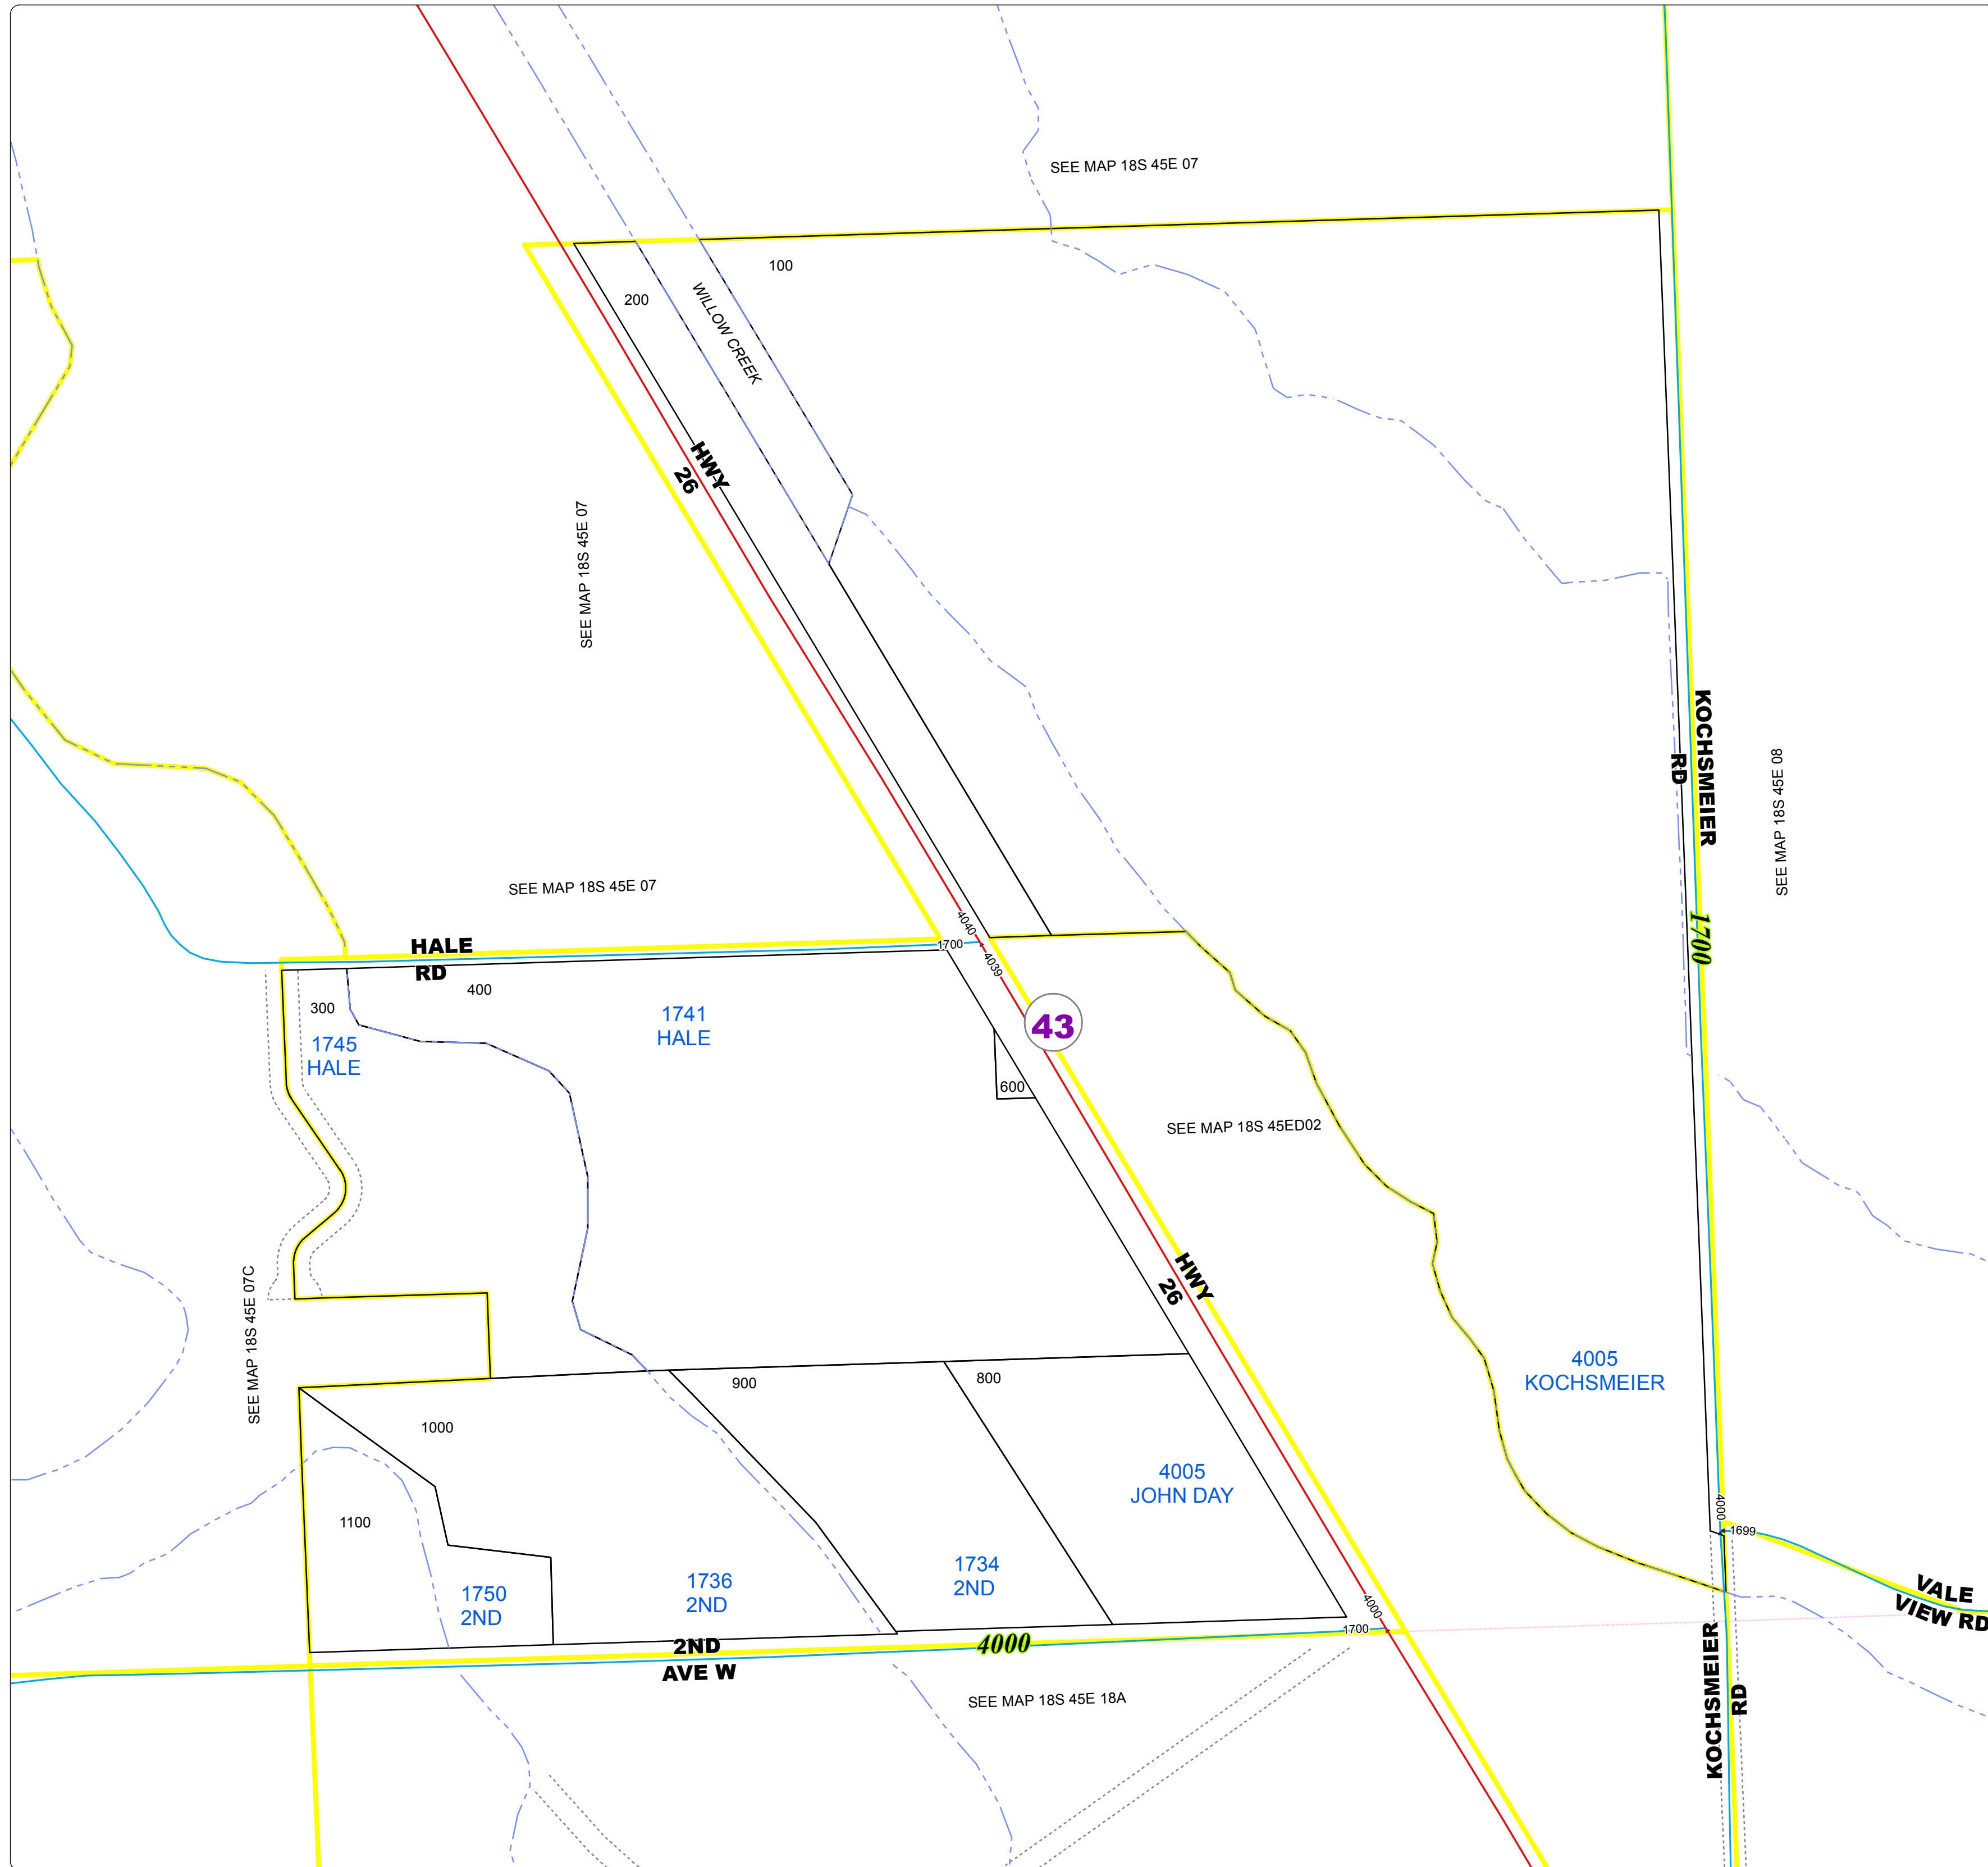 SEE MAP 18S 45E 07
100
200
WILLOW CREEK
HWY
26
SEE MAP 18S 45E 07
KOCHSMEIER
RD
SEE MAP 18S 45E 08
1700
SEE MAP 18S 45E 07
HALE
RD
4040
1700
4039
400
300
1741
HALE
1745
HALE
43
600
SEE MAP 18S 45ED02
HWY
26
SEE MAP 18S 45E 07C
4005
KOCHSMEIER
900
800
1000
1100
4005
JOHN DAY
4000
1699
1734
2ND
1736
2ND
1750
2ND
VALE
VIEW RD
4000
1700
2ND
AVE W
4000
KOCHSMEIER
RD
SEE MAP 18S 45E 18A